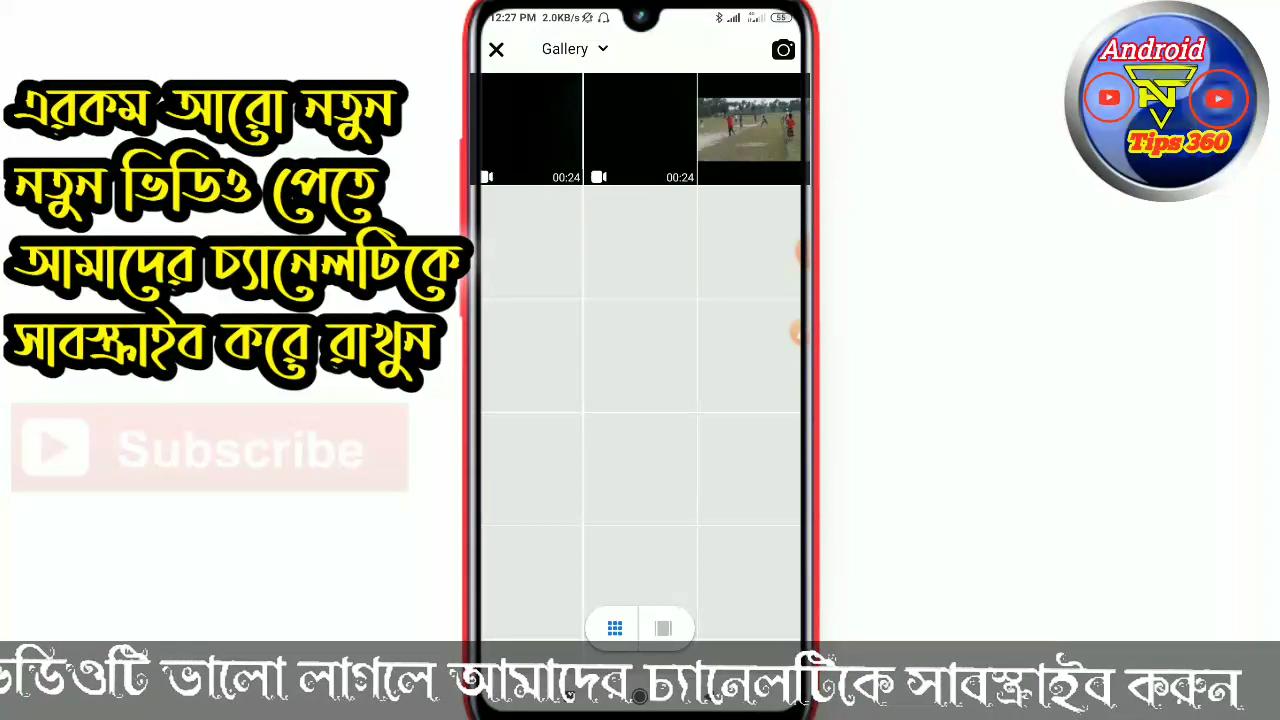 12:27 PM 2.0KB/s
55
Gallery
00:24
00:24
এরকম আরো নতুন
নতুন ভিডিও পেতে
আমাদের চ্যানেলটিকে
সাবস্ক্রাইব করে রাখুন
Subscribe
Android
Tips 360
ভালো লাগলে আমাদের চ্যানেলটিকে সাবস্ক্রাইব করুন